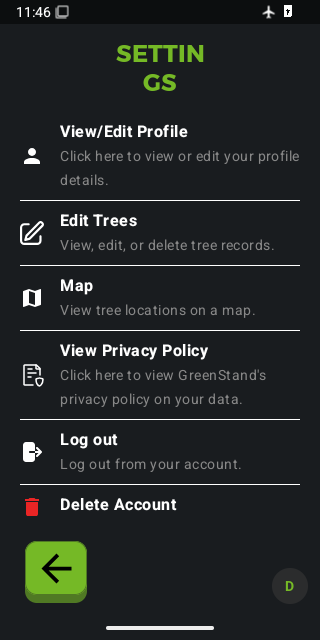 11:46
SETTIN
GS
View/Edit Profile
Click here to view or edit your profile
details.
Edit Trees
View, edit, or delete tree records.
Map
View tree locations on a map.
View Privacy Policy
Click here to view GreenStand's
privacy policy on your data.
Log out
Log out from your account.
Delete Account
D